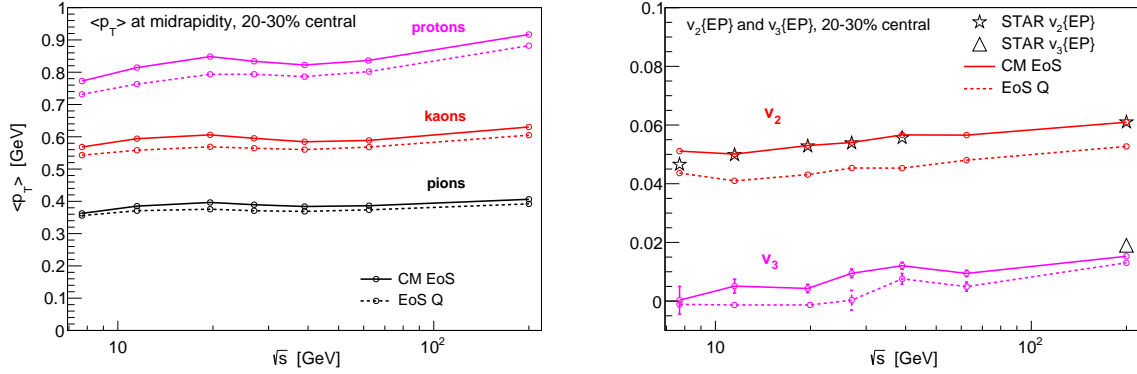 <p_T> at midrapidity, 20-30% central
protons
kaons
pions
CM EoS
EoS Q
<p_T> [GeV]
1
0.9
0.8
0.7
0.6
0.5
0.4
0.3
0.2
0.1
0
10
10²
√s [GeV]
v₂{EP} and v₃{EP}, 20-30% central
STAR v₂{EP}
STAR v₃{EP}
CM EoS
EoS Q
v₂
v₃
0.1
0.08
0.06
0.04
0.02
0
10
10²
√s [GeV]